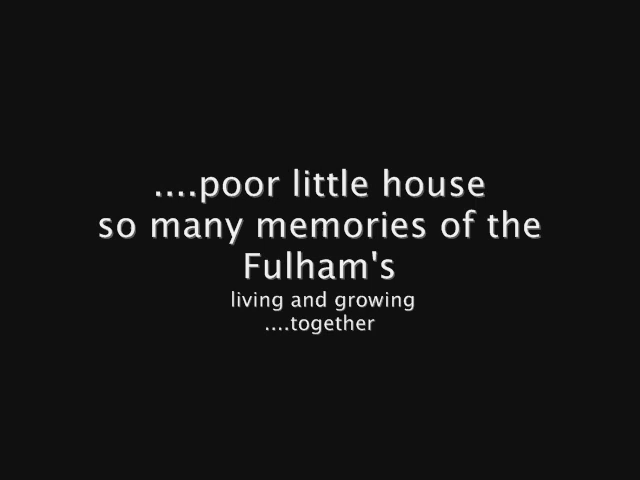 ....poor little house
so many memories of the
Fulham's
living and growing
....together